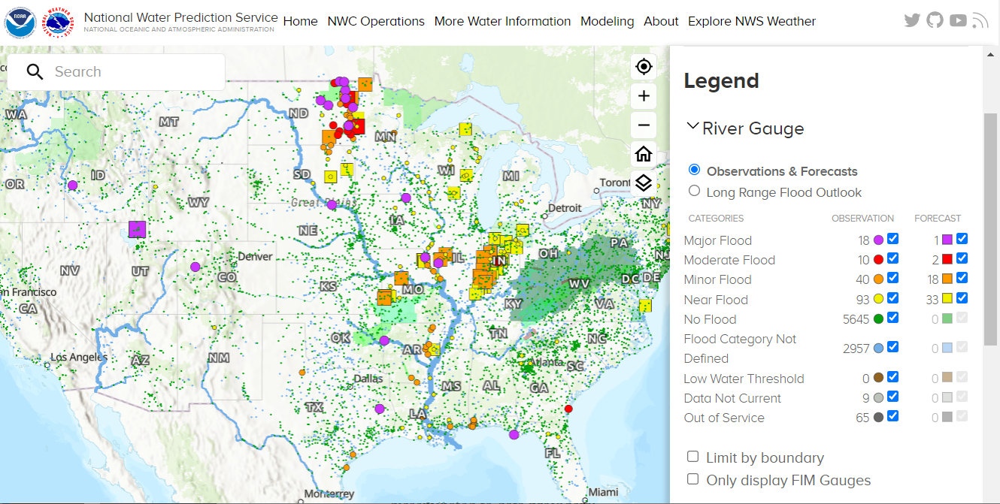 NOAA
National Water Prediction Service
NATIONAL OCEANIC AND ATMOSPHERIC ADMINISTRATION
Home NWC Operations More Water Information Modeling About Explore NWS Weather
Search
WA
MT
ND
MN
OR
ID
SD
WI
MI
Toront
WY
Great Plains
Detroit
NY
NE
IA
IL
IN
OH
PA
NJ
Denver
NV
UT
CO
KS
MO
WV
DC
DE
an Francisco
CA
KY
VA
Los Angeles
AZ
NM
OK
AR
TN
NC
Atlanta
SC
Dallas
MS
AL
GA
TX
LA
FL
Monterrey
Miami
Legend
River Gauge
Observations & Forecasts
Long Range Flood Outlook
CATEGORIES OBSERVATION FORECAST
Major Flood 18 1
Moderate Flood 10 2
Minor Flood 40 18
Near Flood 93 33
No Flood 5645 0
Flood Category Not
Defined 2957 0
Low Water Threshold 0 0
Data Not Current 9 0
Out of Service 65 0
Limit by boundary
Only display FIM Gauges